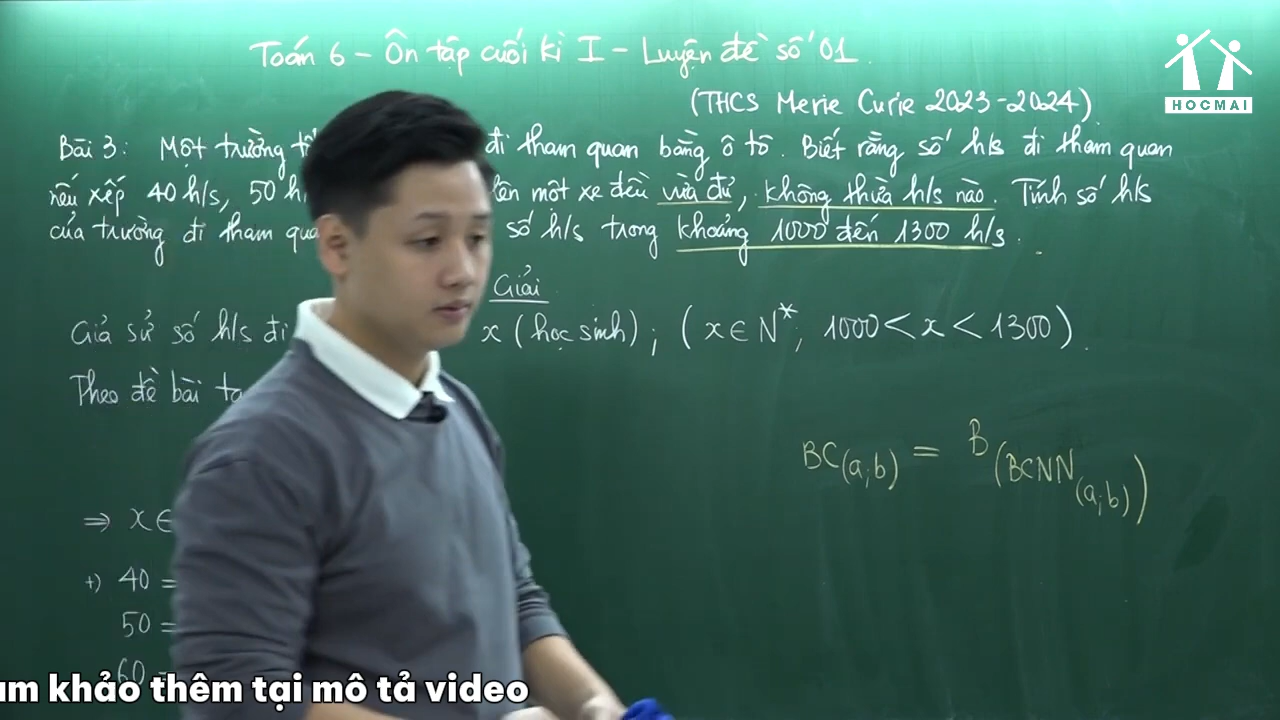 Toán 6 - Ôn tập cuối kì I - Luyện đề số 01
HOCMAI
(THCS Merie Curie 2023-2024)
Bài 3: Một trường đi tham quan bằng ô tô. Biết rằng số h/s đi tham quan
nếu xếp 40 h/s, 50 lên một xe đều vừa đủ, không thừa h/s nào. Tính số h/s
của trường đi tham số h/s trong khoảng 1000 đến 1300 h/s.
Giải
Giả sử số h/s đi x (học sinh); (x ∈ N*, 1000 < x < 1300).
Theo đề bài ta
BC(a;b) = B(BCNN(a;b))
⇒ x ∈
+) 40 =
50 =
60 =
khảo thêm tại mô tả video